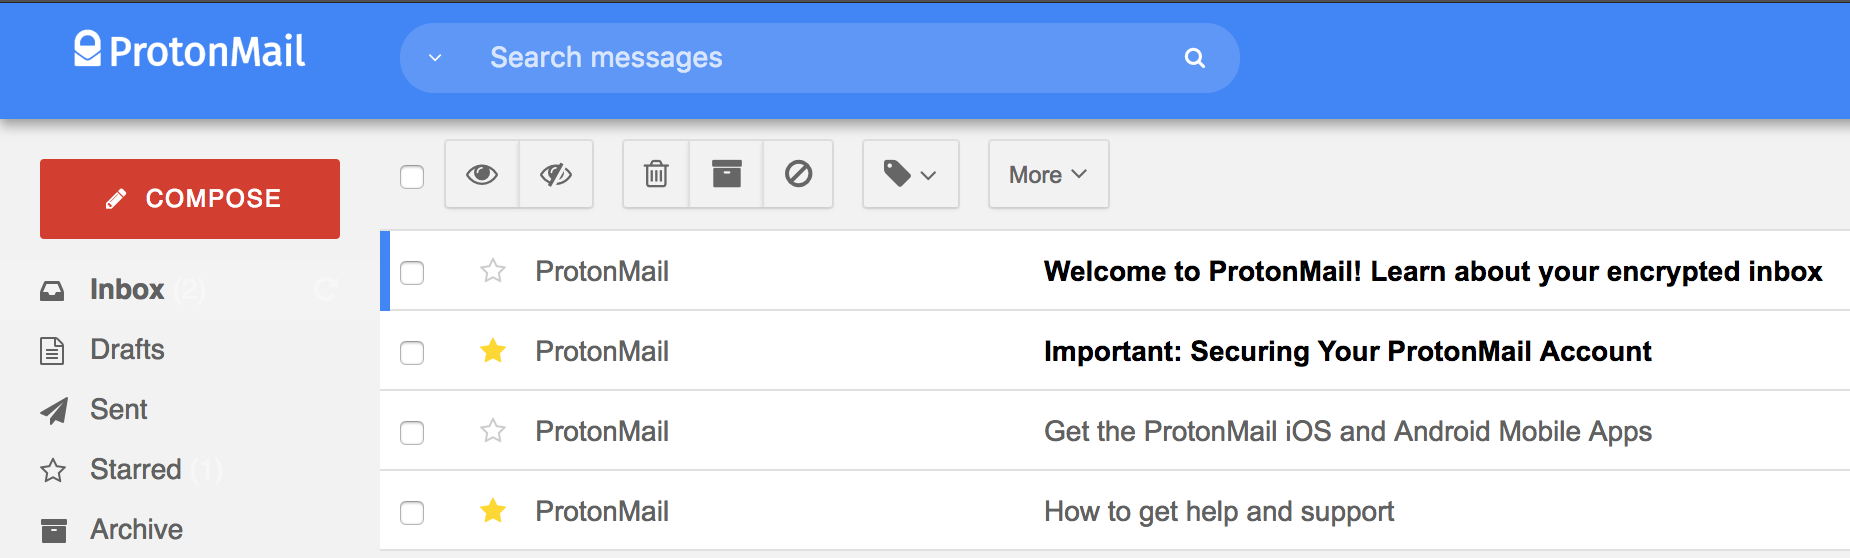 ProtonMail
Search messages
COMPOSE
More
Inbox (2)
Drafts
Sent
Starred (1)
Archive
ProtonMail Welcome to ProtonMail! Learn about your encrypted inbox
ProtonMail Important: Securing Your ProtonMail Account
ProtonMail Get the ProtonMail iOS and Android Mobile Apps
ProtonMail How to get help and support